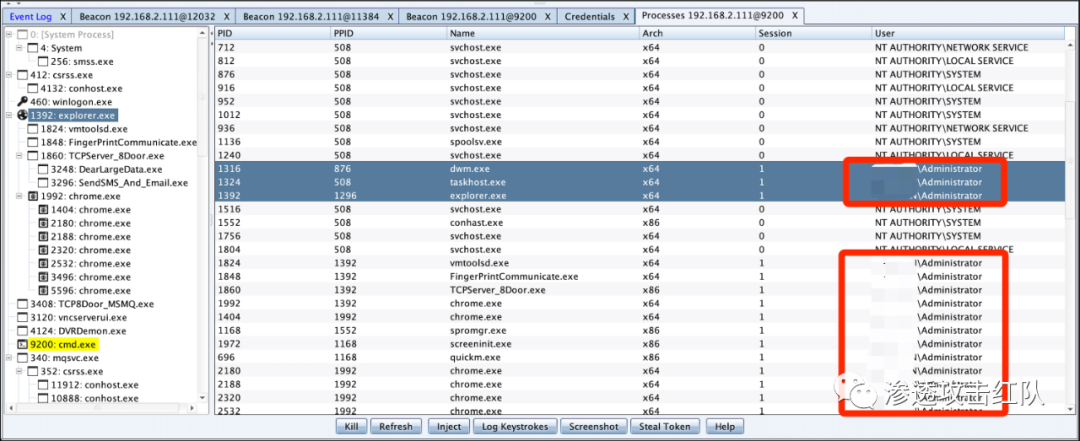 Event Log X
Beacon 192.168.2.111@12032 X
Beacon 192.168.2.111@11384 X
Beacon 192.168.2.111@9200 X
Credentials X
Processes 192.168.2.111@9200 X
0: [System Process]
4: System
256: smss.exe
412: csrss.exe
4132: conhost.exe
460: winlogon.exe
1392: explorer.exe
1824: vmtoolsd.exe
1848: FingerPrintCommunicate.exe
1860: TCPServer_8Door.exe
3248: DearLargeData.exe
3296: SendSMS_And_Email.exe
1992: chrome.exe
1404: chrome.exe
2180: chrome.exe
2188: chrome.exe
2320: chrome.exe
2532: chrome.exe
3496: chrome.exe
5596: chrome.exe
3408: TCP8Door_MSMQ.exe
3120: vncserverui.exe
4124: DVRDemon.exe
9200: cmd.exe
340: mqsvc.exe
352: csrss.exe
11912: conhost.exe
10888: conhost.exe
PID PPID Name Arch Session User
712 508 svchost.exe x64 0 NT AUTHORITY\NETWORK SERVICE
812 508 svchost.exe x64 0 NT AUTHORITY\LOCAL SERVICE
876 508 svchost.exe x64 0 NT AUTHORITY\SYSTEM
916 508 svchost.exe x64 0 NT AUTHORITY\LOCAL SERVICE
952 508 svchost.exe x64 0 NT AUTHORITY\SYSTEM
1012 508 svchost.exe x64 0 NT AUTHORITY\SYSTEM
936 508 svchost.exe x64 0 NT AUTHORITY\NETWORK SERVICE
1136 508 spoolsv.exe x64 0 NT AUTHORITY\SYSTEM
1240 508 svchost.exe x64 0 NT AUTHORITY\LOCAL SERVICE
1316 876 dwm.exe x64 1 \Administrator
1324 508 taskhost.exe x64 1 \Administrator
1392 1296 explorer.exe x64 1 \Administrator
1516 508 svchost.exe x64 0 NT AUTHORITY\SYSTEM
1552 508 conhast.exe x86 0 NT AUTHORITY\SYSTEM
1756 508 svchost.exe x64 0 NT AUTHORITY\SYSTEM
1804 508 svchost.exe x64 0 NT AUTHORITY\LOCAL SERVICE
1824 1392 vmtoolsd.exe x64 1 \Administrator
1848 1392 FingerPrintCommunicate.exe x64 1 \Administrator
1860 1392 TCPServer_8Door.exe x86 1 \Administrator
1992 1392 chrome.exe x64 1 \Administrator
1404 1992 chrome.exe x64 1 \Administrator
1168 1552 spromgr.exe x86 1 \Administrator
1972 1168 screeninit.exe x86 1 \Administrator
696 1168 quickm.exe x86 1 \Administrator
2180 1992 chrome.exe x64 1 \Administrator
2188 1992 chrome.exe x64 1
2320 1992 chrome.exe x64 1 \Administrator
2532 1992 chrome.exe x64 1 \Administrator
渗透攻击红队
Kill Refresh Inject Log Keystrokes Screenshot Steal Token Help